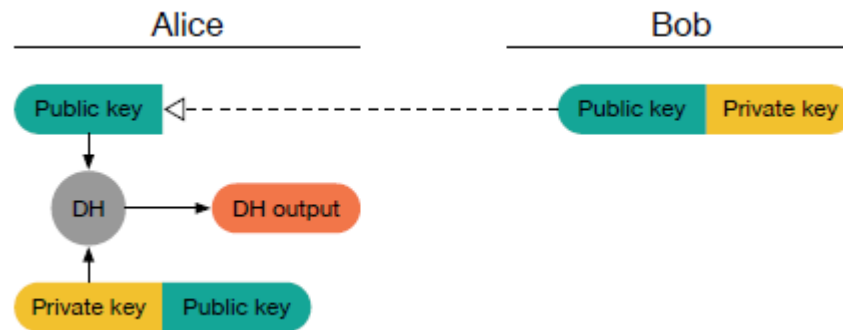 Alice
Bob
Public key
Public key
Private key
DH
DH output
Private key
Public key